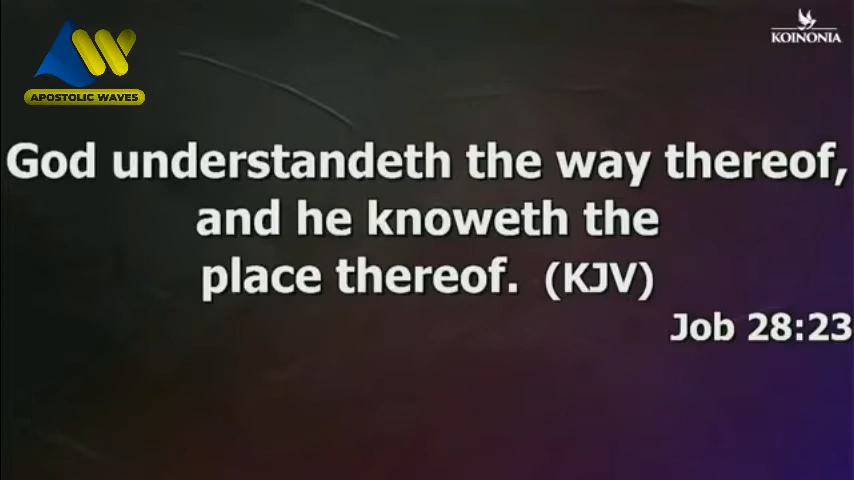 KOINONIA
APOSTOLIC WAVES
God understandeth the way thereof,
and he knoweth the
place thereof. (KJV)
Job 28:23